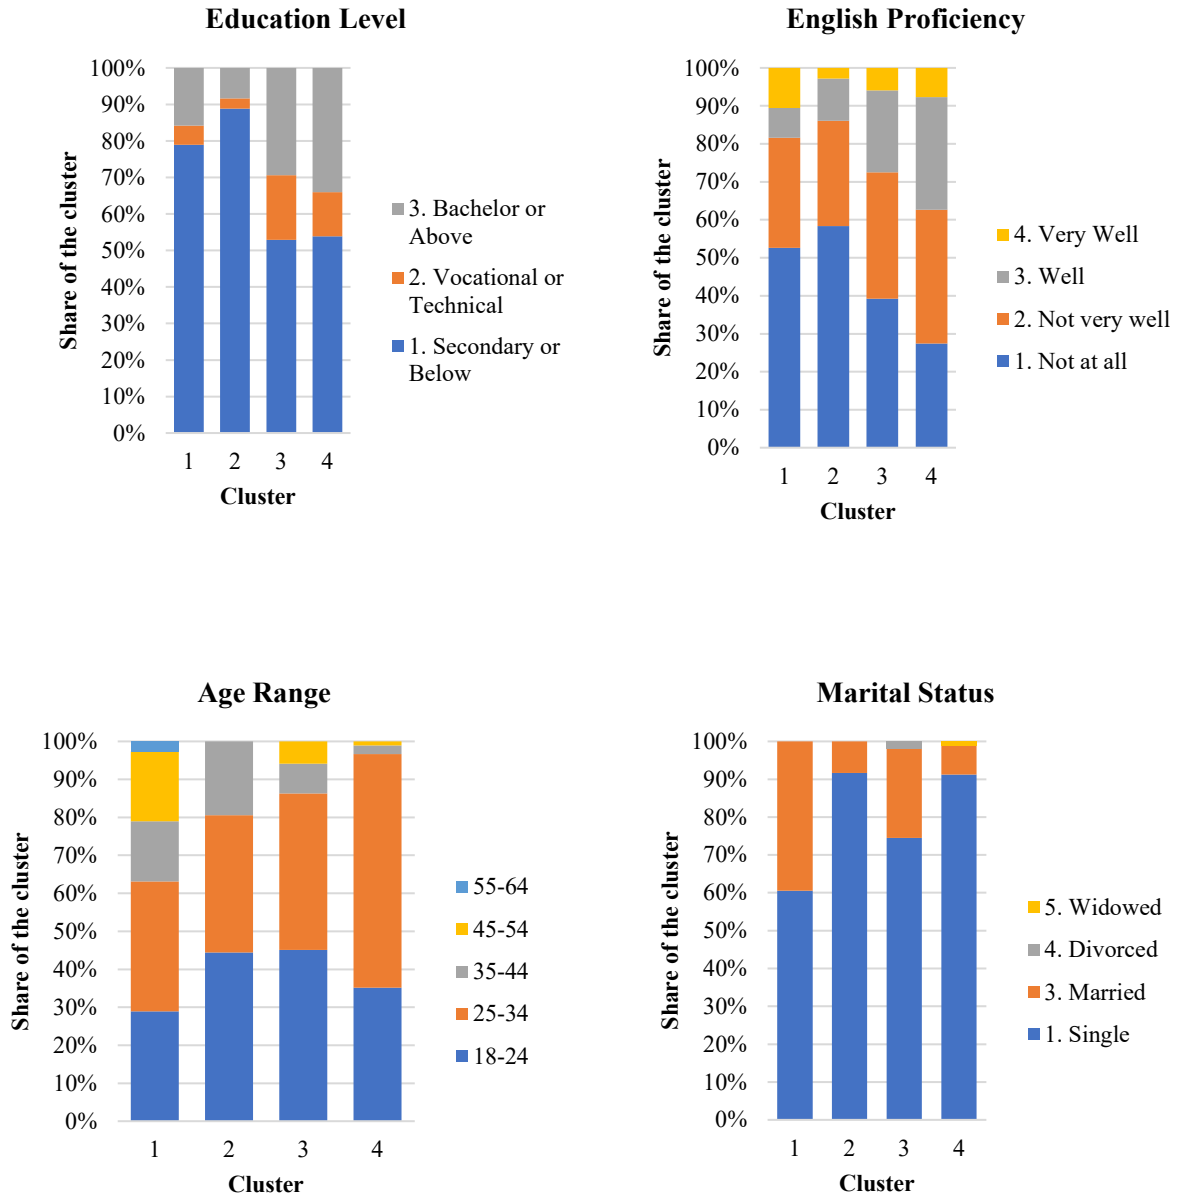 Education Level
100%
90%
80%
70%
60%
50%
40%
30%
20%
10%
0%
Share of the cluster
1 2 3 4
Cluster
3. Bachelor or
Above
2. Vocational or
Technical
1. Secondary or
Below
English Proficiency
100%
90%
80%
70%
60%
50%
40%
30%
20%
10%
0%
Share of the cluster
1 2 3 4
Cluster
4. Very Well
3. Well
2. Not very well
1. Not at all
Age Range
100%
90%
80%
70%
60%
50%
40%
30%
20%
10%
0%
Share of the cluster
1 2 3 4
Cluster
55-64
45-54
35-44
25-34
18-24
Marital Status
100%
90%
80%
70%
60%
50%
40%
30%
20%
10%
0%
Share of the cluster
1 2 3 4
Cluster
5. Widowed
4. Divorced
3. Married
1. Single